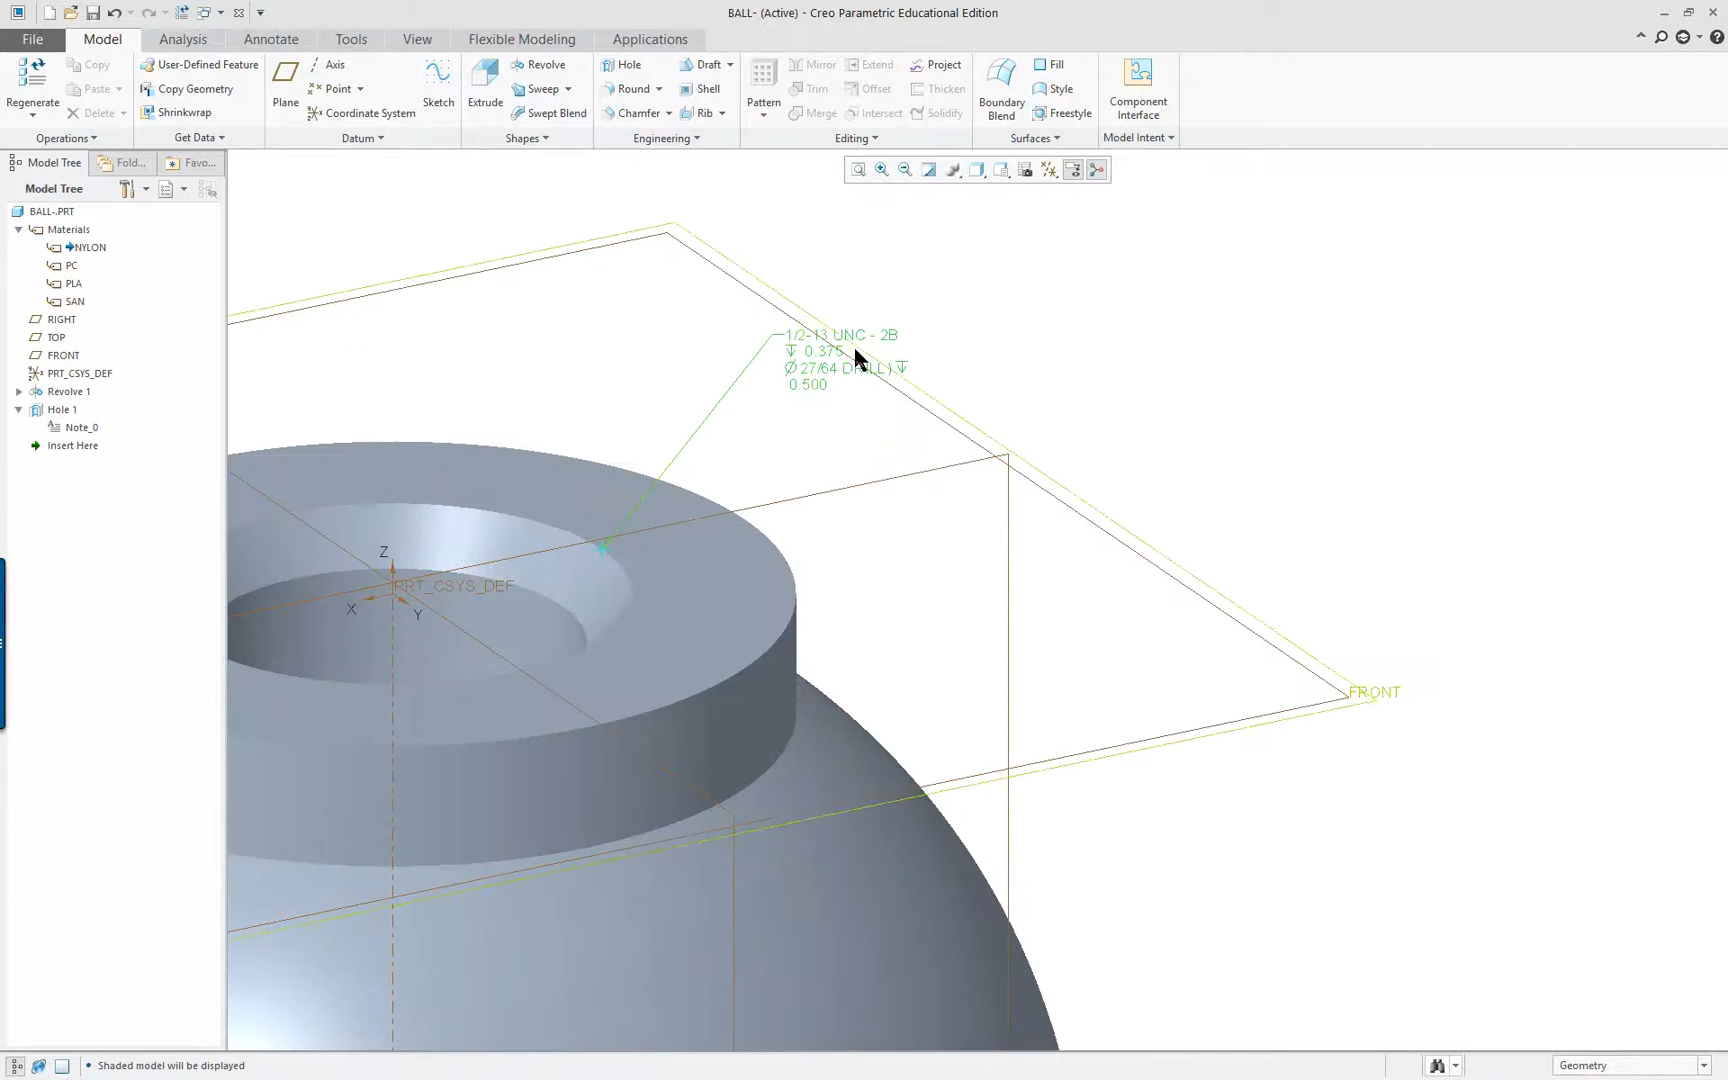 BALL- (Active) - Creo Parametric Educational Edition
File Model Analysis Annotate Tools View Flexible Modeling Applications
Regenerate
Copy
Paste
Delete
Operations
User-Defined Feature
Copy Geometry
Shrinkwrap
Get Data
Plane
Axis
Point
Coordinate System
Sketch
Datum
Extrude
Revolve
Sweep
Swept Blend
Shapes
Hole
Round
Chamfer
Draft
Shell
Rib
Engineering
Pattern
Mirror
Trim
Merge
Extend
Offset
Intersect
Project
Thicken
Solidify
Editing
Boundary
Blend
Fill
Style
Freestyle
Surfaces
Component
Interface
Model Intent
Model Tree Fold... Favo...
Model Tree
BALL-.PRT
Materials
NYLON
PC
PLA
SAN
RIGHT
TOP
FRONT
PRT_CSYS_DEF
Revolve 1
Hole 1
Note_0
Insert Here
1/2-13 UNC - 2B
↧ 0.375
Ø 27/64 DRILL) ↧
0.500
Z
PRT_CSYS_DEF
X
Y
FRONT
• Shaded model will be displayed
Geometry